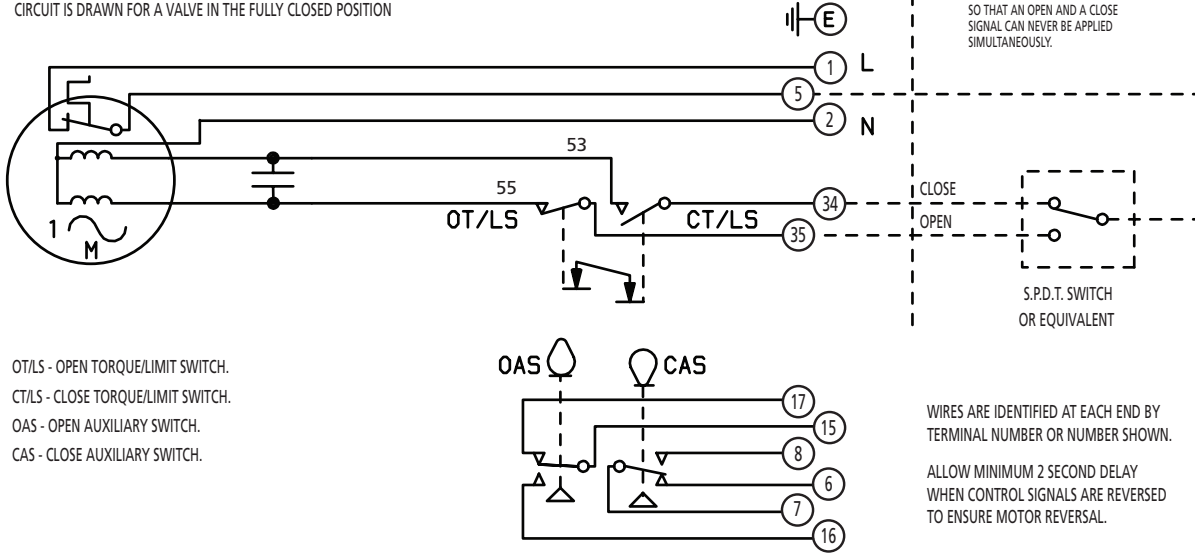 CIRCUIT IS DRAWN FOR A VALVE IN THE FULLY CLOSED POSITION
SO THAT AN OPEN AND A CLOSE
SIGNAL CAN NEVER BE APPLIED
SIMULTANEOUSLY.
E
1 L
5
2 N
53
55
OT/LS
CT/LS
34
35
CLOSE
OPEN
1
M
S.P.D.T. SWITCH
OR EQUIVALENT
OT/LS - OPEN TORQUE/LIMIT SWITCH.
CT/LS - CLOSE TORQUE/LIMIT SWITCH.
OAS - OPEN AUXILIARY SWITCH.
CAS - CLOSE AUXILIARY SWITCH.
OAS
CAS
17
15
8
6
7
16
WIRES ARE IDENTIFIED AT EACH END BY
TERMINAL NUMBER OR NUMBER SHOWN.
ALLOW MINIMUM 2 SECOND DELAY
WHEN CONTROL SIGNALS ARE REVERSED
TO ENSURE MOTOR REVERSAL.